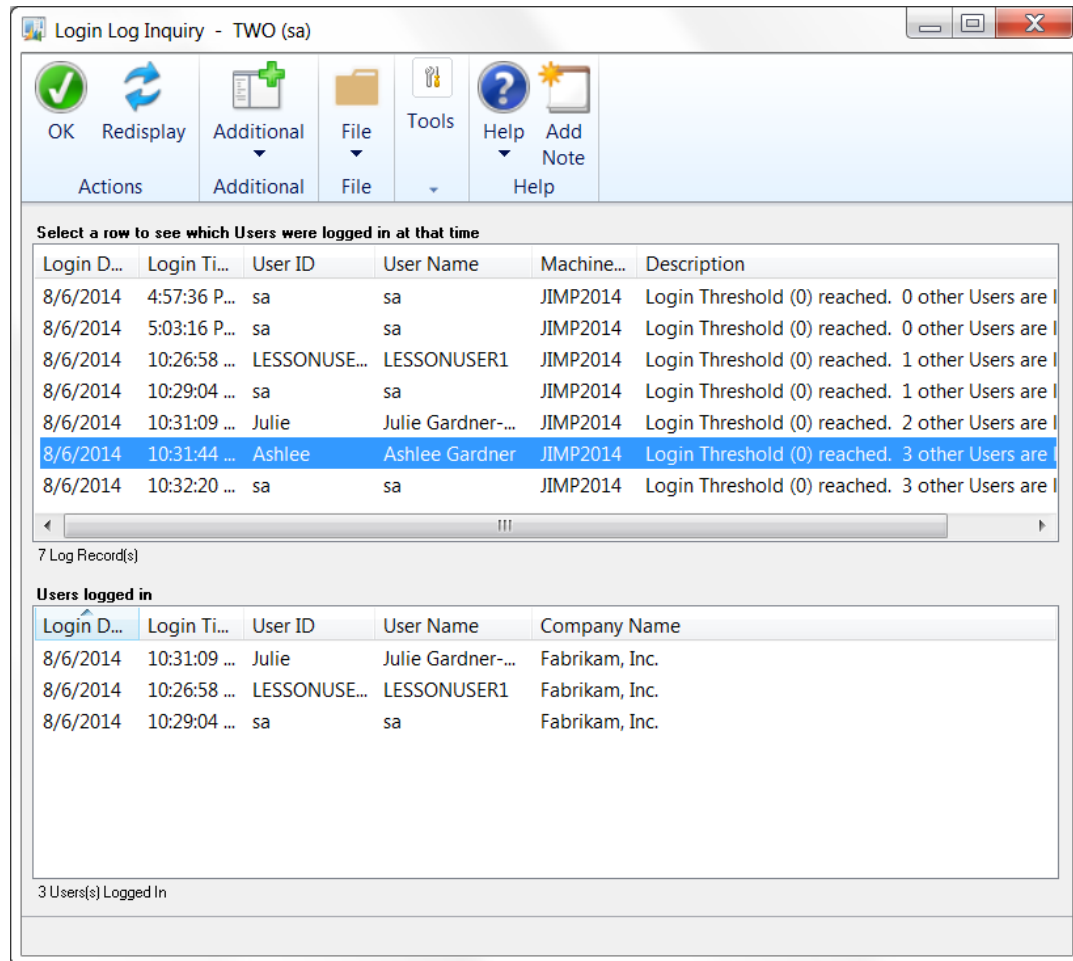 Login Log Inquiry - TWO (sa)
OK Redisplay Additional File Tools Help Add Note
Actions Additional File Help
Select a row to see which Users were logged in at that time
Login D... Login Ti... User ID User Name Machine... Description
8/6/2014 4:57:36 P... sa sa JIMP2014 Login Threshold (0) reached. 0 other Users are
8/6/2014 5:03:16 P... sa sa JIMP2014 Login Threshold (0) reached. 0 other Users are
8/6/2014 10:26:58 ... LESSONUSE... LESSONUSER1 JIMP2014 Login Threshold (0) reached. 1 other Users are
8/6/2014 10:29:04 ... sa sa JIMP2014 Login Threshold (0) reached. 1 other Users are
8/6/2014 10:31:09 ... Julie Julie Gardner-... JIMP2014 Login Threshold (0) reached. 2 other Users are
8/6/2014 10:31:44 ... Ashlee Ashlee Gardner JIMP2014 Login Threshold (0) reached. 3 other Users are
8/6/2014 10:32:20 ... sa sa JIMP2014 Login Threshold (0) reached. 3 other Users are
7 Log Record(s)
Users logged in
Login D... Login Ti... User ID User Name Company Name
8/6/2014 10:31:09 ... Julie Julie Gardner-... Fabrikam, Inc.
8/6/2014 10:26:58 ... LESSONUSE... LESSONUSER1 Fabrikam, Inc.
8/6/2014 10:29:04 ... sa sa Fabrikam, Inc.
3 Users(s) Logged In